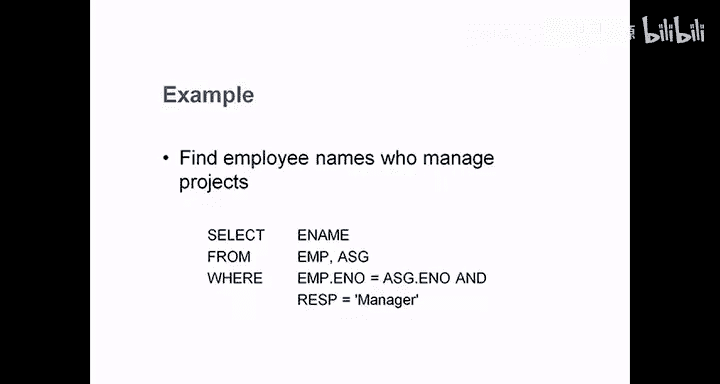 bilibili
Example
• Find employee names who manage
projects
SELECT ENAME
FROM EMP, ASG
WHERE EMP.ENO = ASG.ENO AND
RESP = 'Manager'